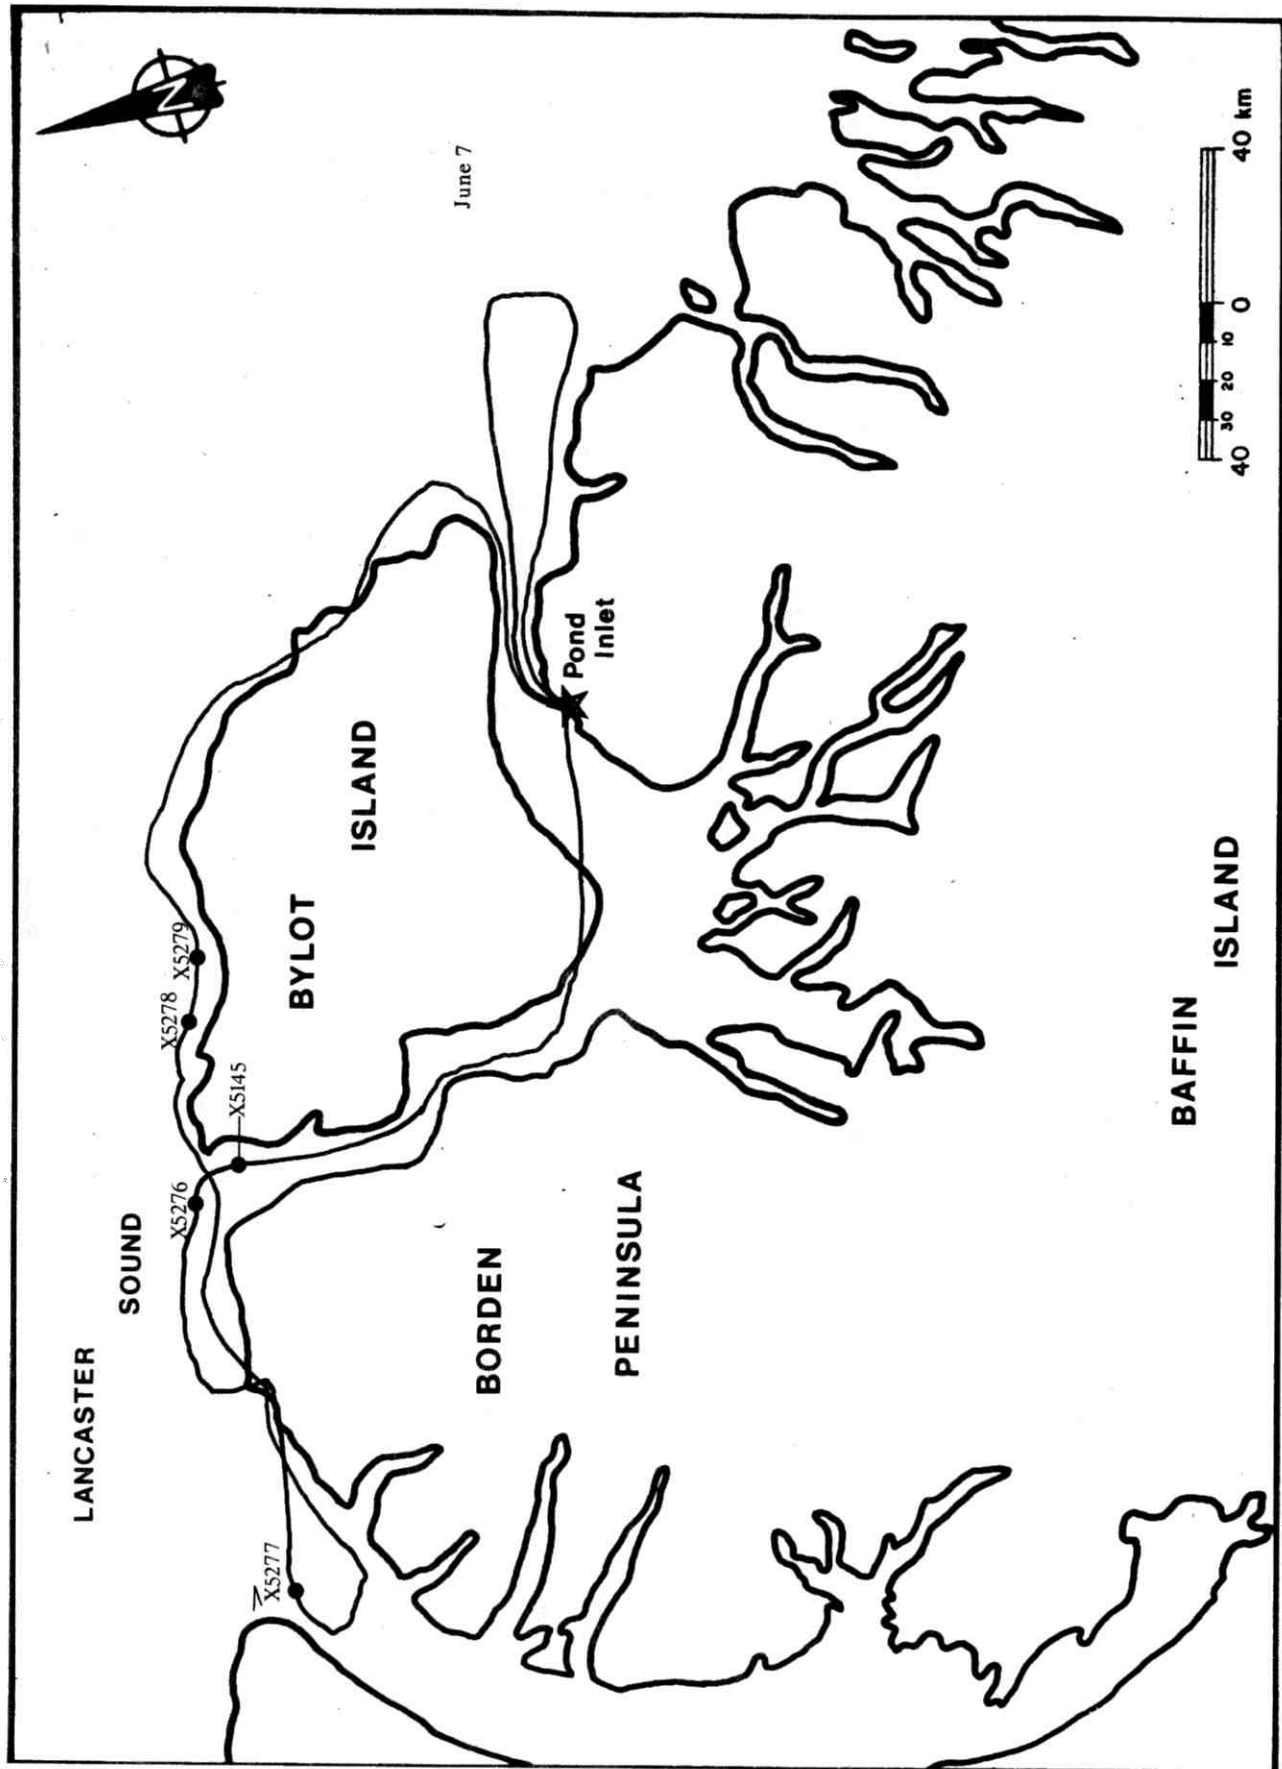 N
June 7
LANCASTER
SOUND
X5277
X5276
X5145
X5278
X5279
BYLOT
ISLAND
Pond
Inlet
BORDEN
PENINSULA
BAFFIN
ISLAND
40 30 20 10 0 40 km